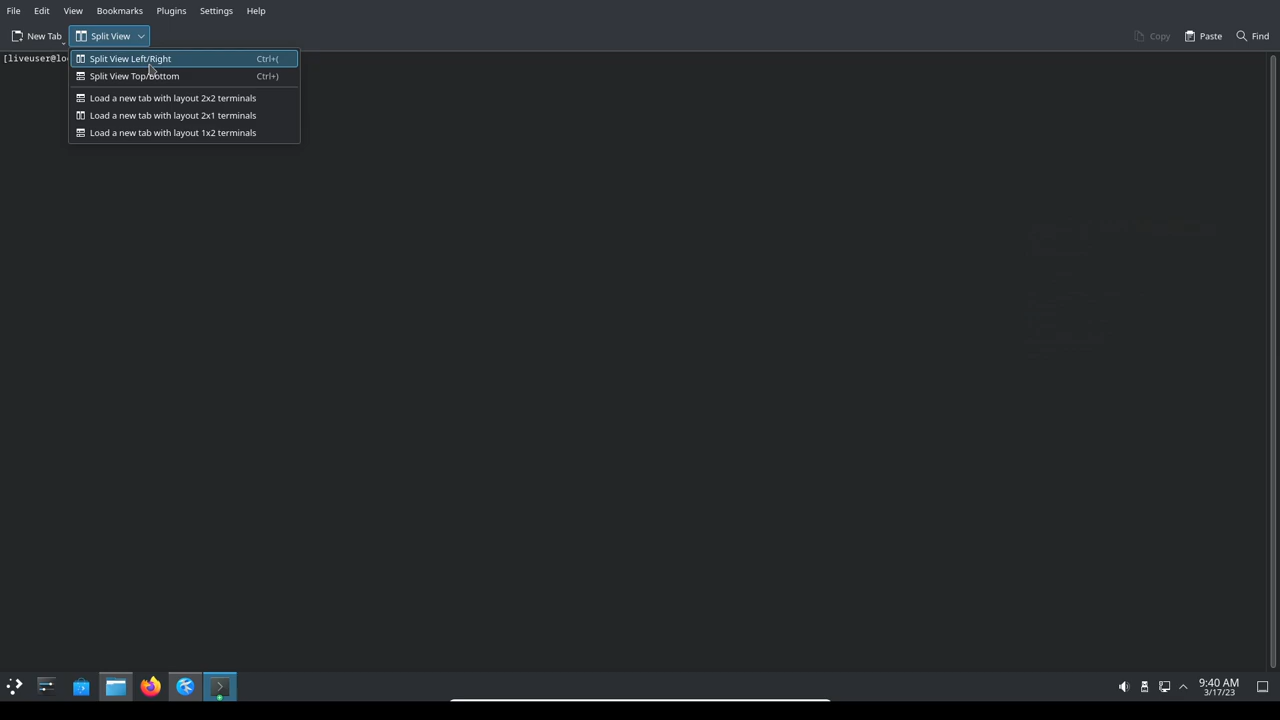 File Edit View Bookmarks Plugins Settings Help
New Tab Split View Copy Paste Find
[liveuser@lo
Split View Left/Right Ctrl+(
Split View Top/Bottom Ctrl+)
Load a new tab with layout 2x2 terminals
Load a new tab with layout 2x1 terminals
Load a new tab with layout 1x2 terminals
9:40 AM
3/17/23